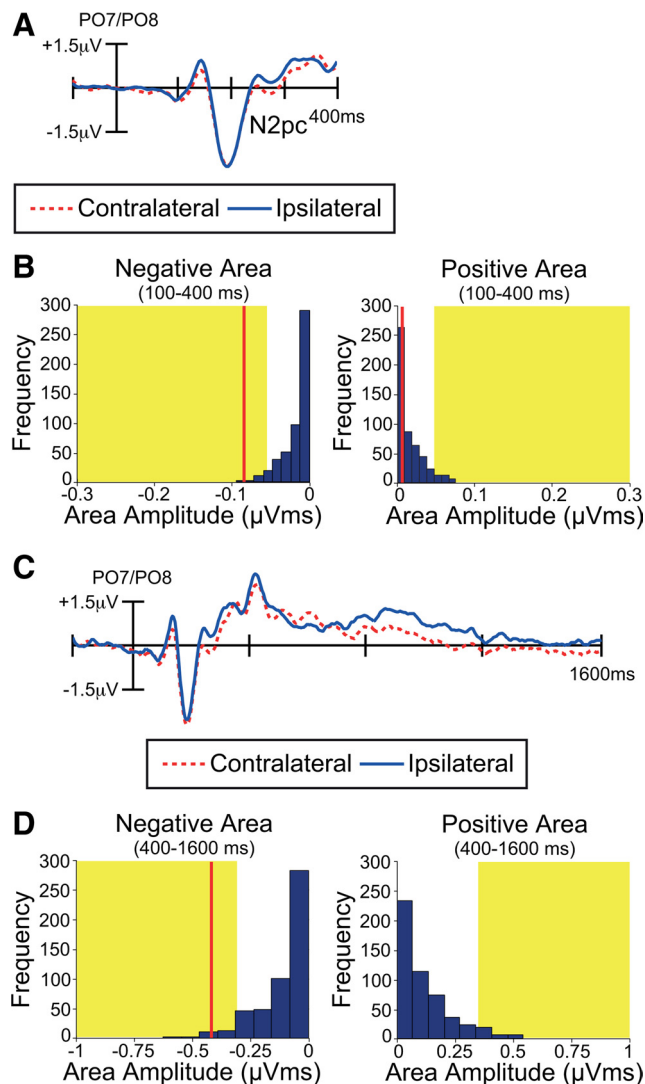 A
PO7/PO8
+1.5µV
-1.5µV
N2pc
400ms
Contralateral Ipsilateral
B
Negative Area
(100-400 ms)
Frequency
300
250
200
150
100
50
0
-0.3 -0.2 -0.1 0
Area Amplitude (µVms)
Positive Area
(100-400 ms)
Frequency
300
250
200
150
100
50
0
0 0.1 0.2 0.3
Area Amplitude (µVms)
C
PO7/PO8
+1.5µV
-1.5µV
1600ms
Contralateral Ipsilateral
D
Negative Area
(400-1600 ms)
Frequency
300
250
200
150
100
50
0
-1 -0.75 -0.5 -0.25 0
Area Amplitude (µVms)
Positive Area
(400-1600 ms)
Frequency
300
250
200
150
100
50
0
0 0.25 0.5 0.75 1
Area Amplitude (µVms)